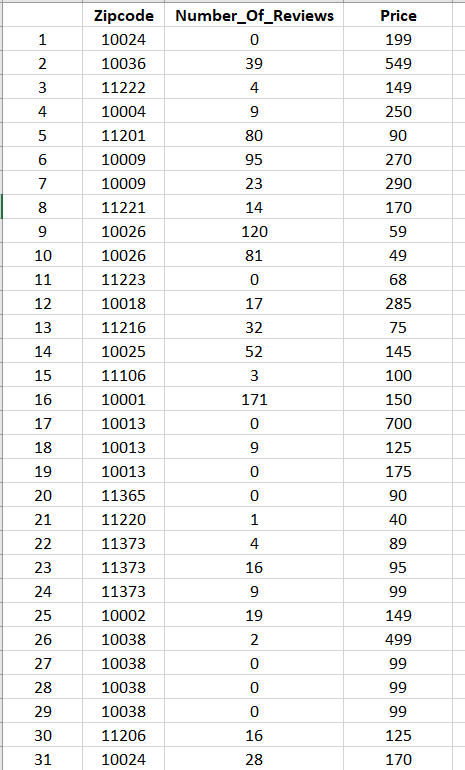 Zipcode Number_Of_Reviews Price
1 10024 0 199
2 10036 39 549
3 11222 4 149
4 10004 9 250
5 11201 80 90
6 10009 95 270
7 10009 23 290
8 11221 14 170
9 10026 120 59
10 10026 81 49
11 11223 0 68
12 10018 17 285
13 11216 32 75
14 10025 52 145
15 11106 3 100
16 10001 171 150
17 10013 0 700
18 10013 9 125
19 10013 0 175
20 11365 0 90
21 11220 1 40
22 11373 4 89
23 11373 16 95
24 11373 9 99
25 10002 19 149
26 10038 2 499
27 10038 0 99
28 10038 0 99
29 10038 0 99
30 11206 16 125
31 10024 28 170